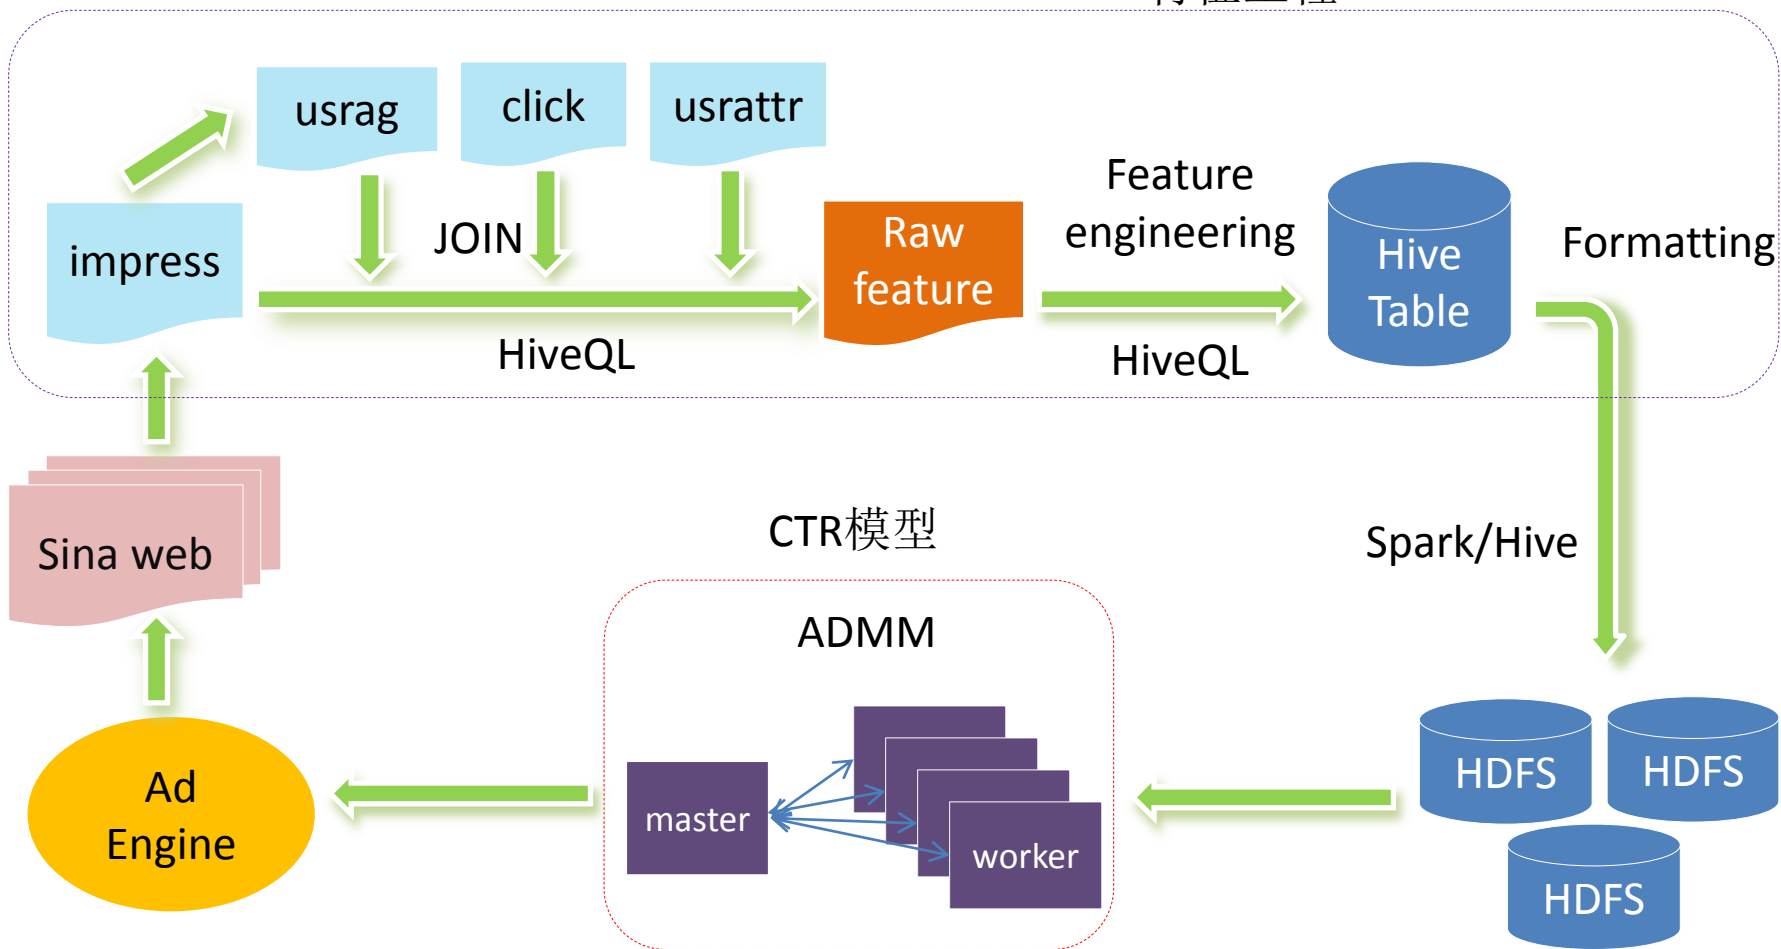 usrag
click
usrattr
impress
JOIN
HiveQL
Raw
feature
Feature
engineering
HiveQL
Hive
Table
Formatting
Sina web
CTR模型
Spark/Hive
ADMM
master
worker
Ad
Engine
HDFS
HDFS
HDFS